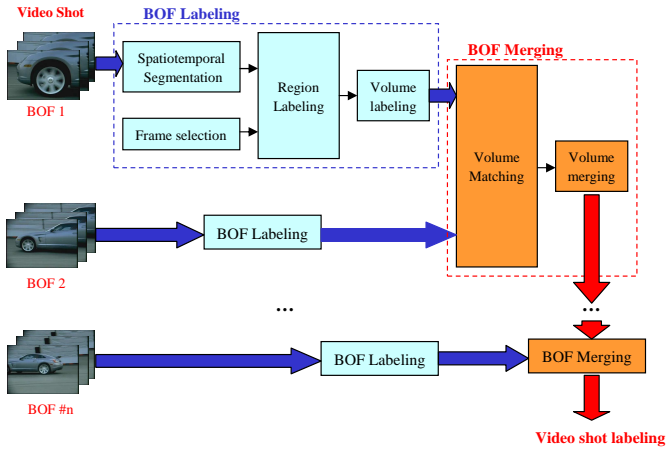 Video Shot
BOF Labeling
BOF Merging
BOF 1
Spatiotemporal
Segmentation
Frame selection
Region
Labeling
Volume
labeling
Volume
Matching
Volume
merging
BOF 2
BOF Labeling
...
...
BOF #n
BOF Labeling
BOF Merging
Video shot labeling